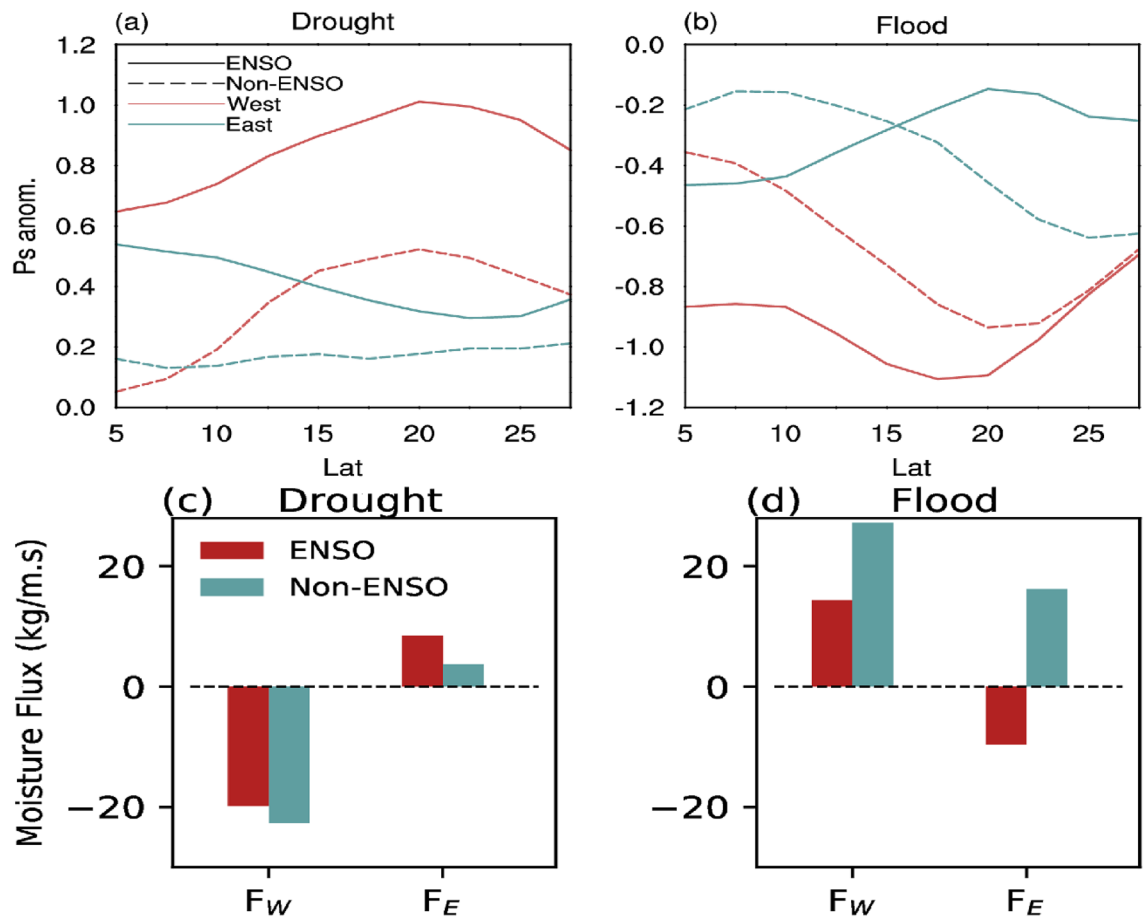 (a) Drought
1.2
1.0
0.8
0.6
0.4
0.2
0.0
Ps anom.
ENSO
Non-ENSO
West
East
5 10 15 20 25
Lat
(b) Flood
0.0
-0.2
-0.4
-0.6
-0.8
-1.0
-1.2
5 10 15 20 25
Lat
(c) Drought
Moisture Flux (kg/m.s)
20
0
−20
ENSO
Non-ENSO
F_W F_E
(d) Flood
20
0
−20
F_W F_E